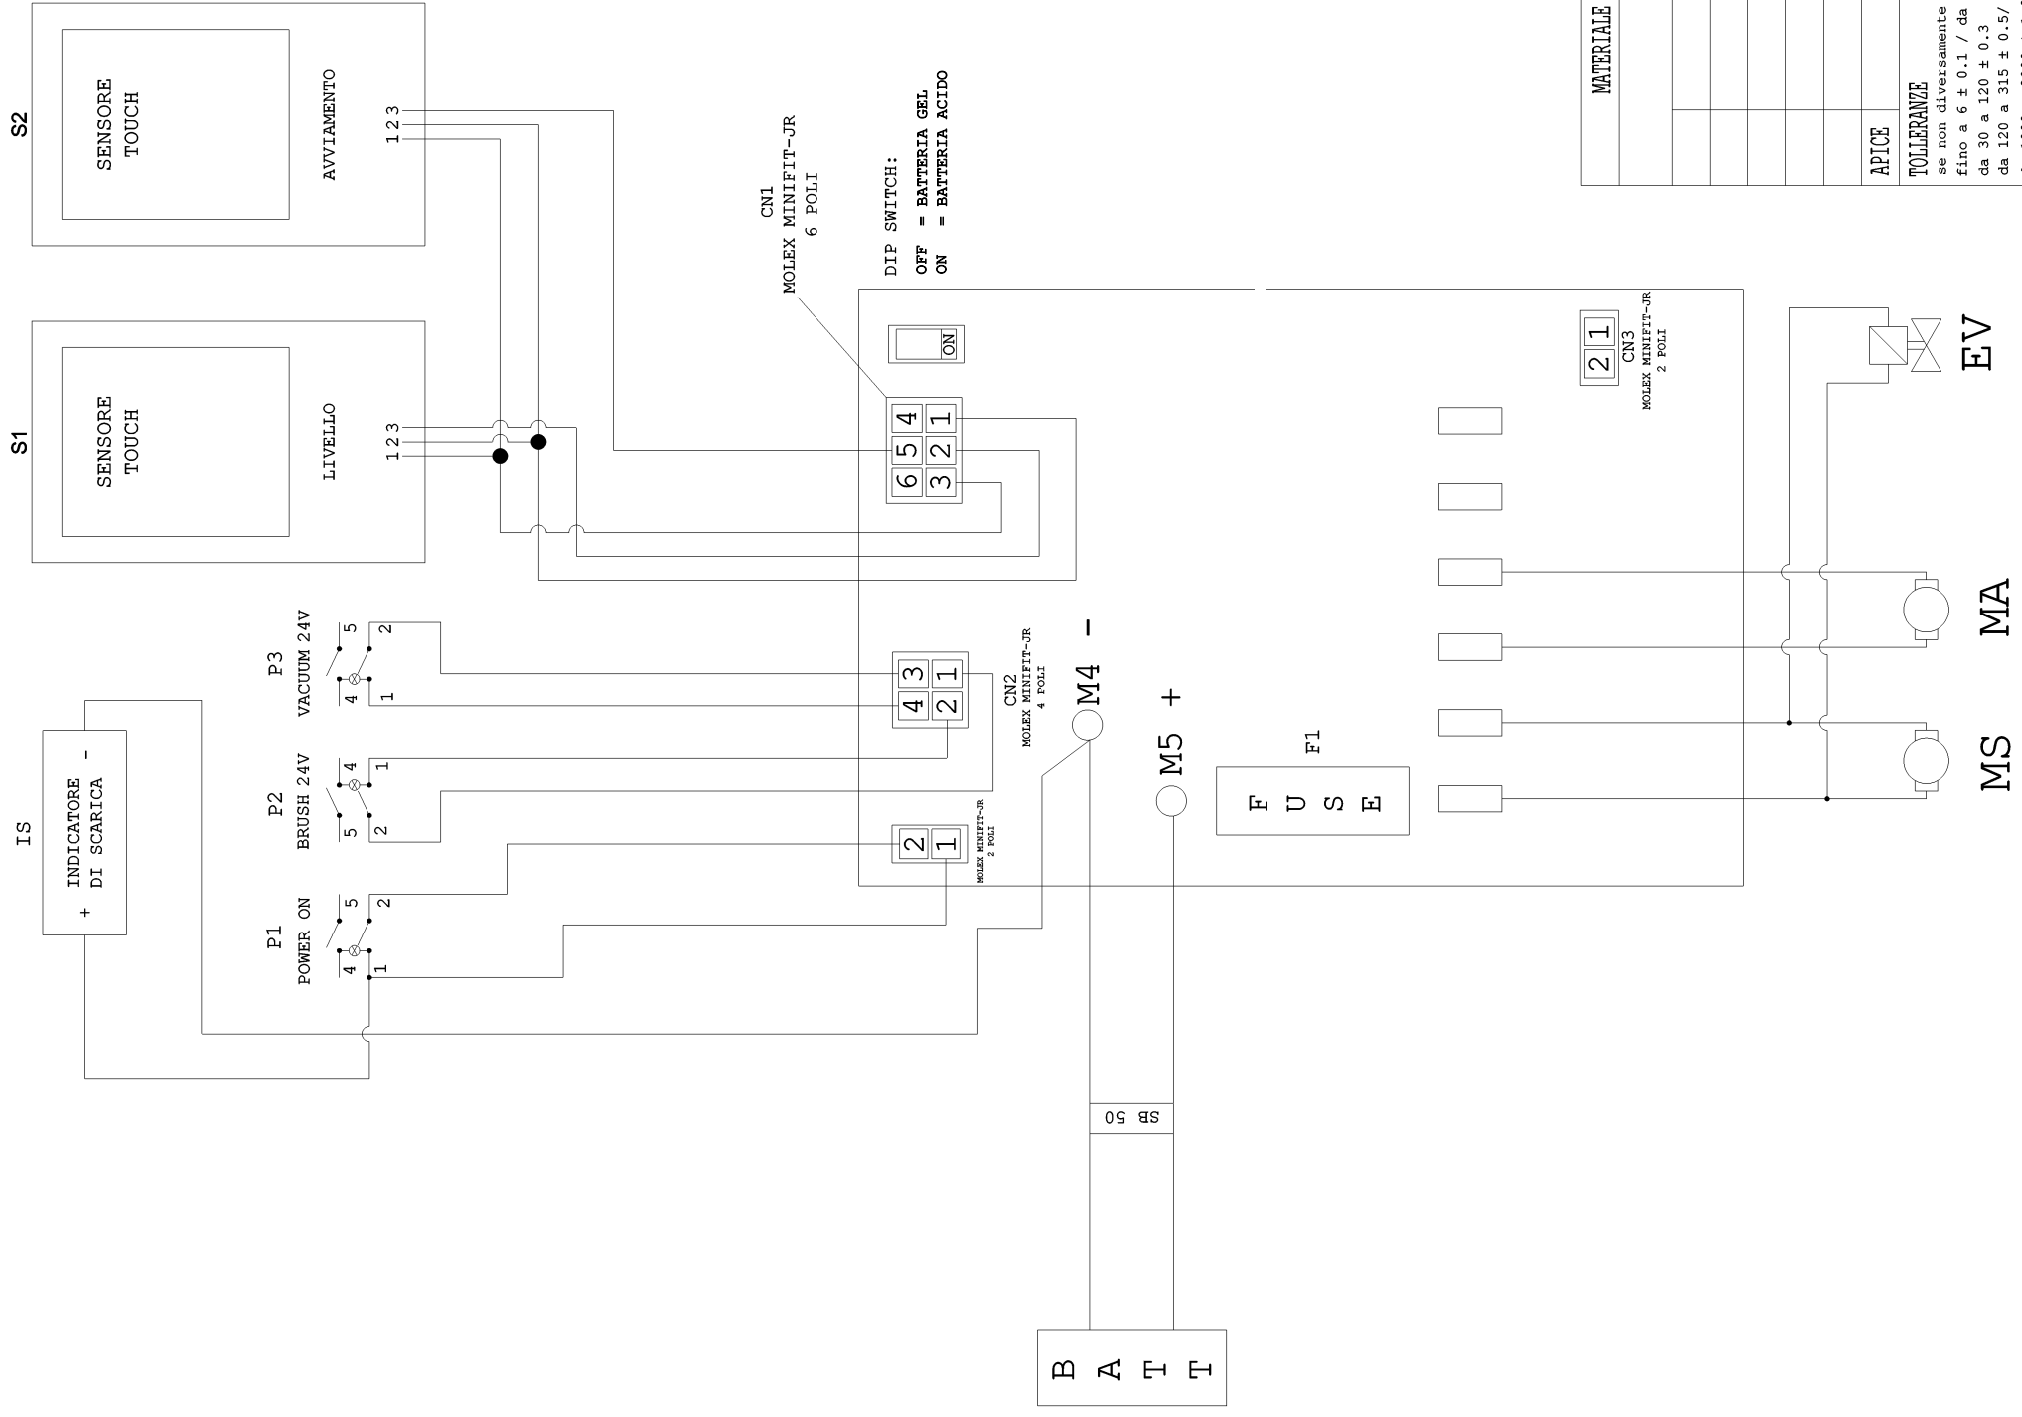 IS
INDICATORE
DI SCARICA
+
-
S1
SENSORE
TOUCH
LIVELLO
1 2 3
S2
SENSORE
TOUCH
AVVIAMENTO
1 2 3
P1
POWER ON
4
5
1
2
P2
BRUSH 24V
5
4
2
1
P3
VACUUM 24V
4
5
1
2
CN1
MOLEX MINIFIT-JR
6 POLI
DIP SWITCH:
OFF = BATTERIA GEL
ON = BATTERIA ACIDO
ON
6 5 4
3 2 1
4 3
2 1
CN2
MOLEX MINIFIT-JR
4 POLI
2
1
MOLEX MINIFIT-JR
2 POLI
M4 -
M5 +
FUSE
F1
SB 50
BATT
2 1
CN3
MOLEX MINIFIT-JR
2 POLI
MS
MA
EV
MATERIALE
APICE
TOLLERANZE
se non diversamente
fino a 6 ± 0.1 / da
da 30 a 120 ± 0.3
da 120 a 315 ± 0.5/